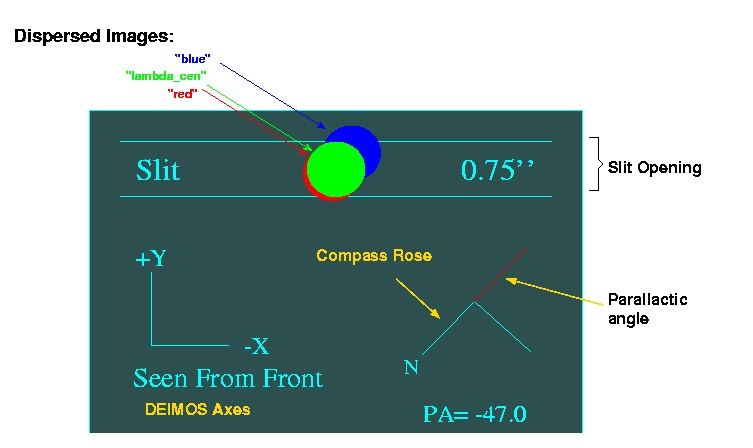 Dispersed Images:
"blue"
"lambda_cen"
"red"
Slit
0.75’’
Slit Opening
+Y
Compass Rose
Parallactic
angle
-X
N
Seen From Front
DEIMOS Axes
PA= -47.0